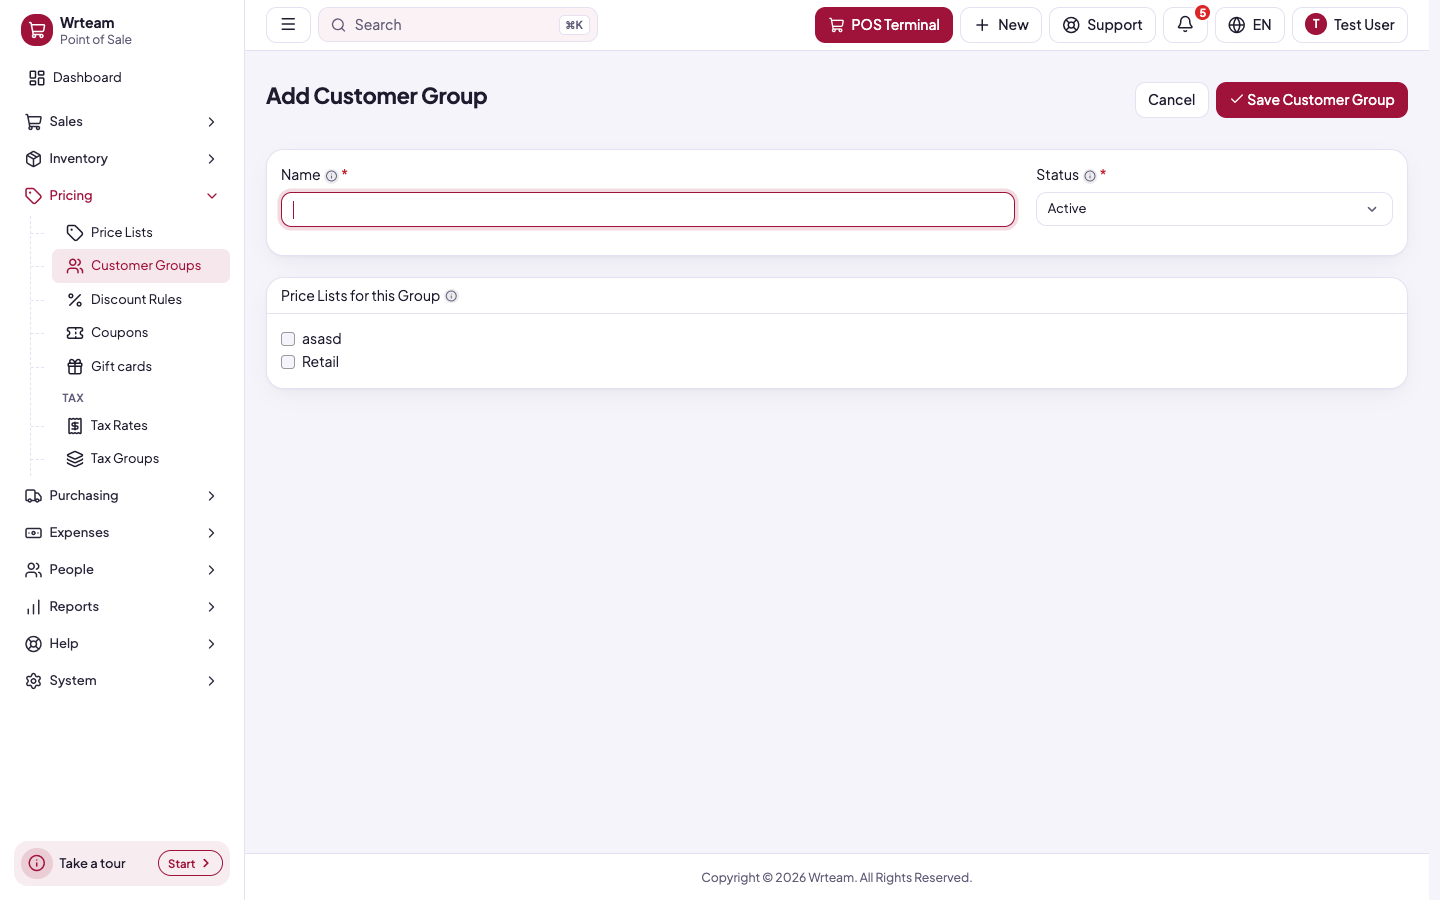 Wrteam
Point of Sale
Dashboard
Sales
Inventory
Pricing
Price Lists
Customer Groups
Discount Rules
Coupons
Gift cards
TAX
Tax Rates
Tax Groups
Purchasing
Expenses
People
Reports
Help
System
Take a tour
Start
Search
⌘K
POS Terminal
New
Support
5
EN
T
Test User
Add Customer Group
Cancel
Save Customer Group
Name *
Status *
Active
Price Lists for this Group
asasd
Retail
Copyright © 2026 Wrteam. All Rights Reserved.